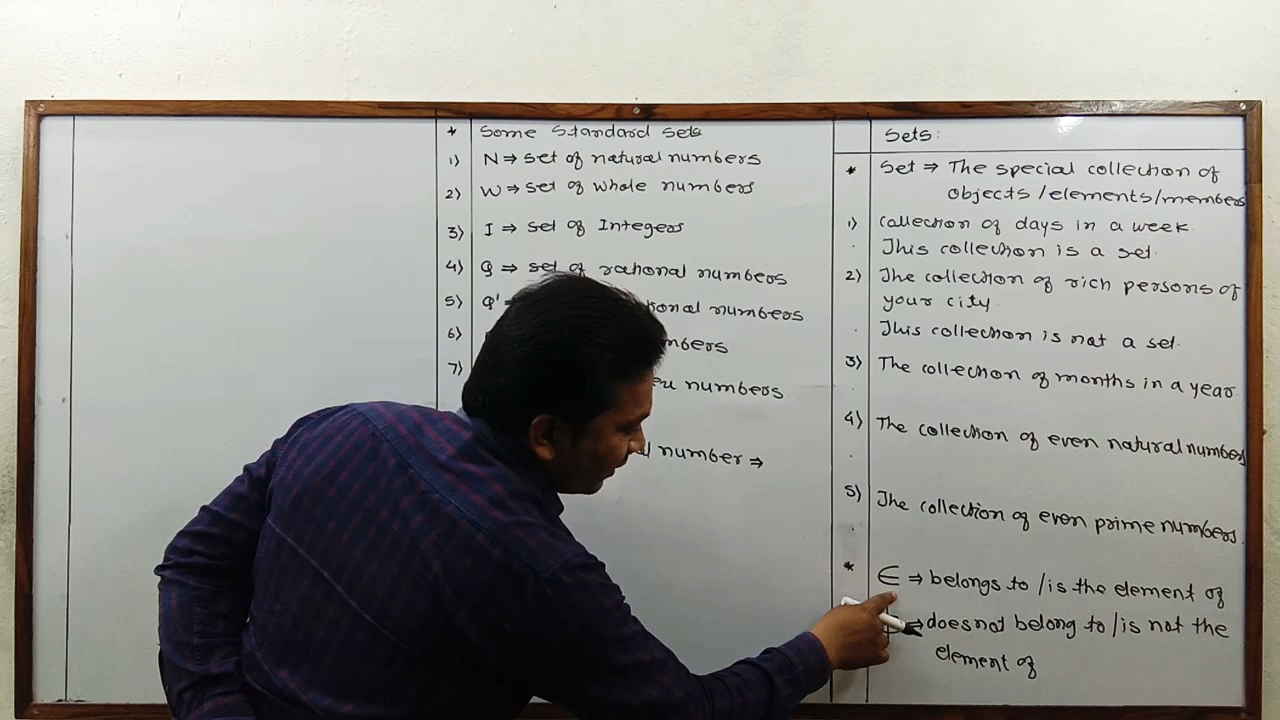 * Some Standard Sets
1) N ⇒ set of natural numbers
2) W ⇒ set of whole numbers
3) I ⇒ set of Integers
4) Q ⇒ set of rational numbers
5) Q' ⇒ numbers
6)
7) numbers
number ⇒
Sets:
* Set ⇒ The special collection of
objects/elements/members
1) Collection of days in a week.
This collection is a set.
2) The collection of rich persons of
your city.
This collection is not a set.
3) The collection of months in a year.
4) The collection of even natural numbers
5) The collection of even prime numbers.
* ∈ ⇒ belongs to / is the element of
⇒ does not belong to / is not the
element of